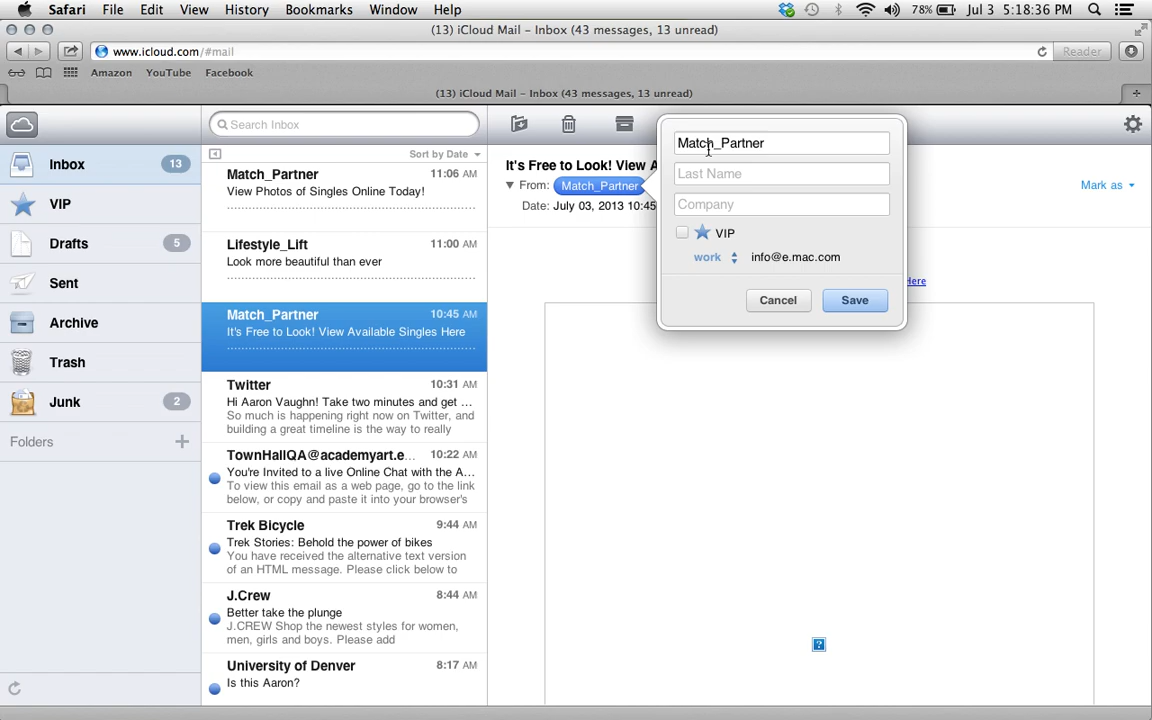 Safari File Edit View History Bookmarks Window Help 78% Jul 3 5:18:36 PM
(13) iCloud Mail – Inbox (43 messages, 13 unread)
www.icloud.com/#mail Reader
Amazon YouTube Facebook
(13) iCloud Mail – Inbox (43 messages, 13 unread)
Search Inbox
Inbox 13
VIP
Drafts 5
Sent
Archive
Trash
Junk 2
Folders
Sort by Date
Match_Partner 11:06 AM
View Photos of Singles Online Today!
Lifestyle_Lift 11:00 AM
Look more beautiful than ever
Match_Partner 10:45 AM
It's Free to Look! View Available Singles Here
Twitter 10:31 AM
Hi Aaron Vaughn! Take two minutes and get ...
So much is happening right now on Twitter, and
building a great timeline is the way to really
TownHallQA@academyart.e... 10:22 AM
You're Invited to a live Online Chat with the A...
To view this email as a web page, go to the link
below, or copy and paste it into your browser's
Trek Bicycle 9:44 AM
Trek Stories: Behold the power of bikes
You have received the alternative text version
of an HTML message. Please click below to
J.Crew 8:44 AM
Better take the plunge
J.CREW Shop the newest styles for women,
men, girls and boys. Please add
University of Denver 8:17 AM
Is this Aaron?
It's Free to Look! View A
From: Match_Partner
Mark as
Date: July 03, 2013 10:45
Here
Match_Partner
Last Name
Company
VIP
work info@e.mac.com
Cancel Save
?